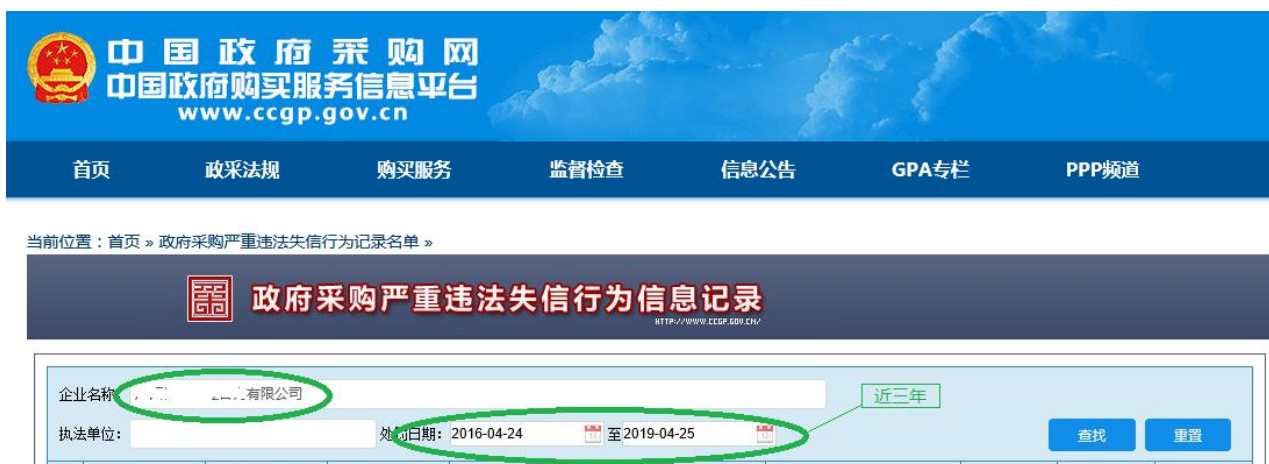 中国政府采购网
中国政府购买服务信息平台
www.ccgp.gov.cn
首页 政采法规 购买服务 监督检查 信息公告 GPA专栏 PPP频道
当前位置：首页 » 政府采购严重违法失信行为记录名单 »
政府采购严重违法失信行为信息记录
HTTP://WWW.CCGP.GOV.CN/
企业名称 有限公司
近三年
执法单位： 处罚日期： 2016-04-24 至 2019-04-25 查找 重置